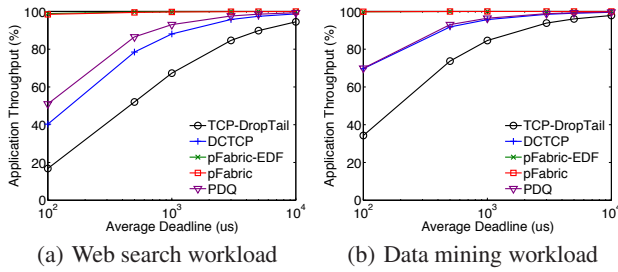 100
80
60
40
20
0
Application Throughput (%)
TCP-DropTail
DCTCP
pFabric-EDF
pFabric
PDQ
10^2
10^3
10^4
Average Deadline (us)
(a) Web search workload
100
80
60
40
20
0
Application Throughput (%)
TCP-DropTail
DCTCP
pFabric-EDF
pFabric
PDQ
10^2
10^3
10^4
Average Deadline (us)
(b) Data mining workload